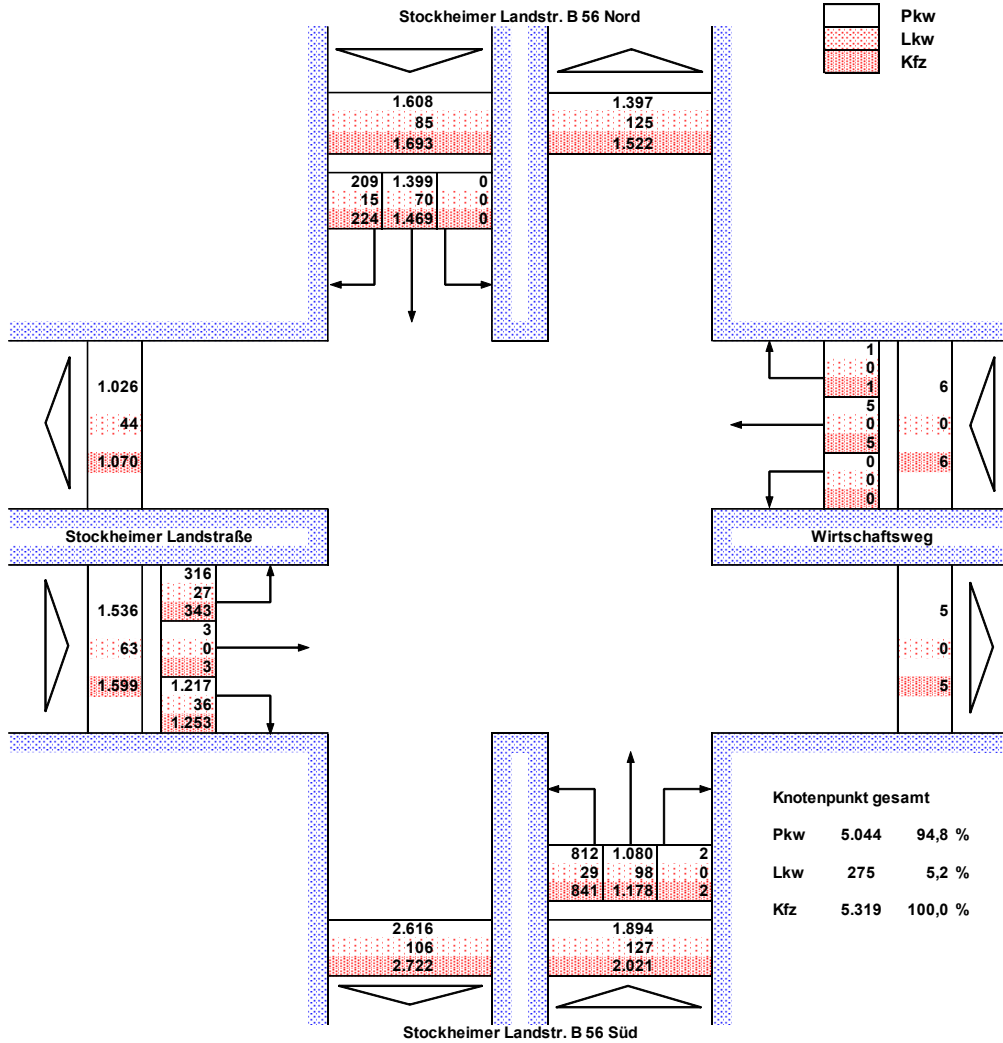 Stockheimer Landstr. B 56 Nord
Pkw
Lkw
Kfz
1.608
85
1.693
1.397
125
1.522
209 1.399 0
15 70 0
224 1.469 0
1.026
44
1.070
1
0
1
5
0
5
0
0
0
6
0
6
Stockheimer Landstraße
Wirtschaftsweg
1.536
63
1.599
316
27
343
3
0
3
1.217
36
1.253
5
0
5
Knotenpunkt gesamt
Pkw 5.044 94,8 %
Lkw 275 5,2 %
Kfz 5.319 100,0 %
812 1.080 2
29 98 0
841 1.178 2
2.616
106
2.722
1.894
127
2.021
Stockheimer Landstr. B 56 Süd